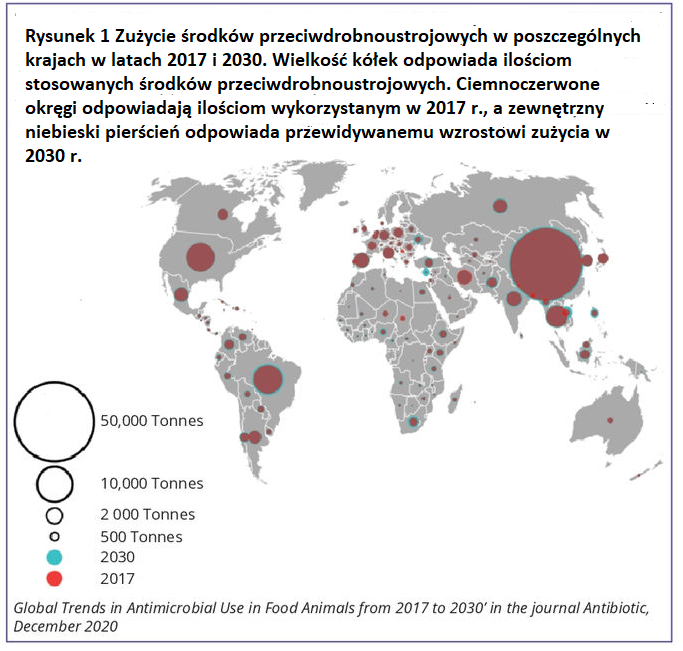 Rysunek 1 Zużycie środków przeciwdrobnoustrojowych w poszczególnych
krajach w latach 2017 i 2030. Wielkość kółek odpowiada ilościom
stosowanych środków przeciwdrobnoustrojowych. Ciemnoczerwone
okręgi odpowiadają ilościom wykorzystanym w 2017 r., a zewnętrzny
niebieski pierścień odpowiada przewidywanemu wzrostowi zużycia w
2030 r.
50,000 Tonnes
10,000 Tonnes
2 000 Tonnes
500 Tonnes
2030
2017
Global Trends in Antimicrobial Use in Food Animals from 2017 to 2030’ in the journal Antibiotic,
December 2020